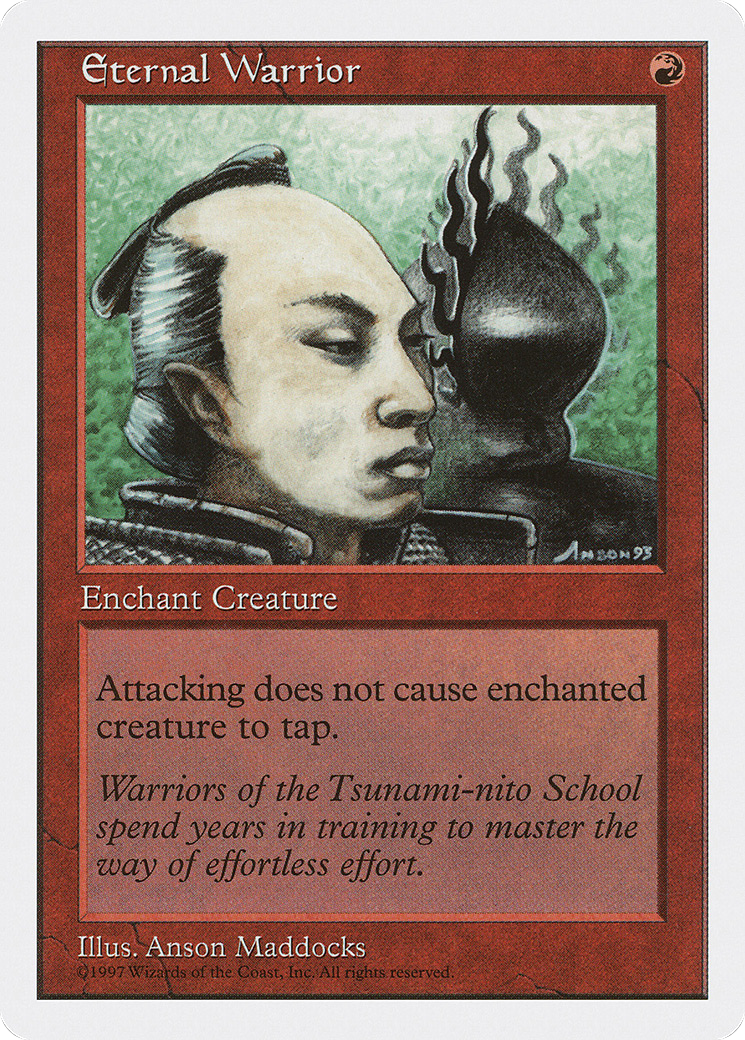 Eternal Warrior
Anson 93
Enchant Creature
Attacking does not cause enchanted
creature to tap.
Warriors of the Tsunami-nito School
spend years in training to master the
way of effortless effort.
Illus. Anson Maddocks
©1997 Wizards of the Coast, Inc. All rights reserved.